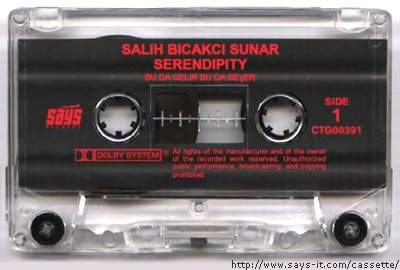 SALIH BICAKCI SUNAR
SERENDIPITY
BU DA GELIR BU DA GEçER
says
RECORDS
SIDE
1
CTG00391
DOLBY SYSTEM ®
All rights of the manufacturer and of the owner
of the recorded work reserved. Unauthorized
public performance, broadcasting, and copying
prohibited
http://www.says-it.com/cassette/